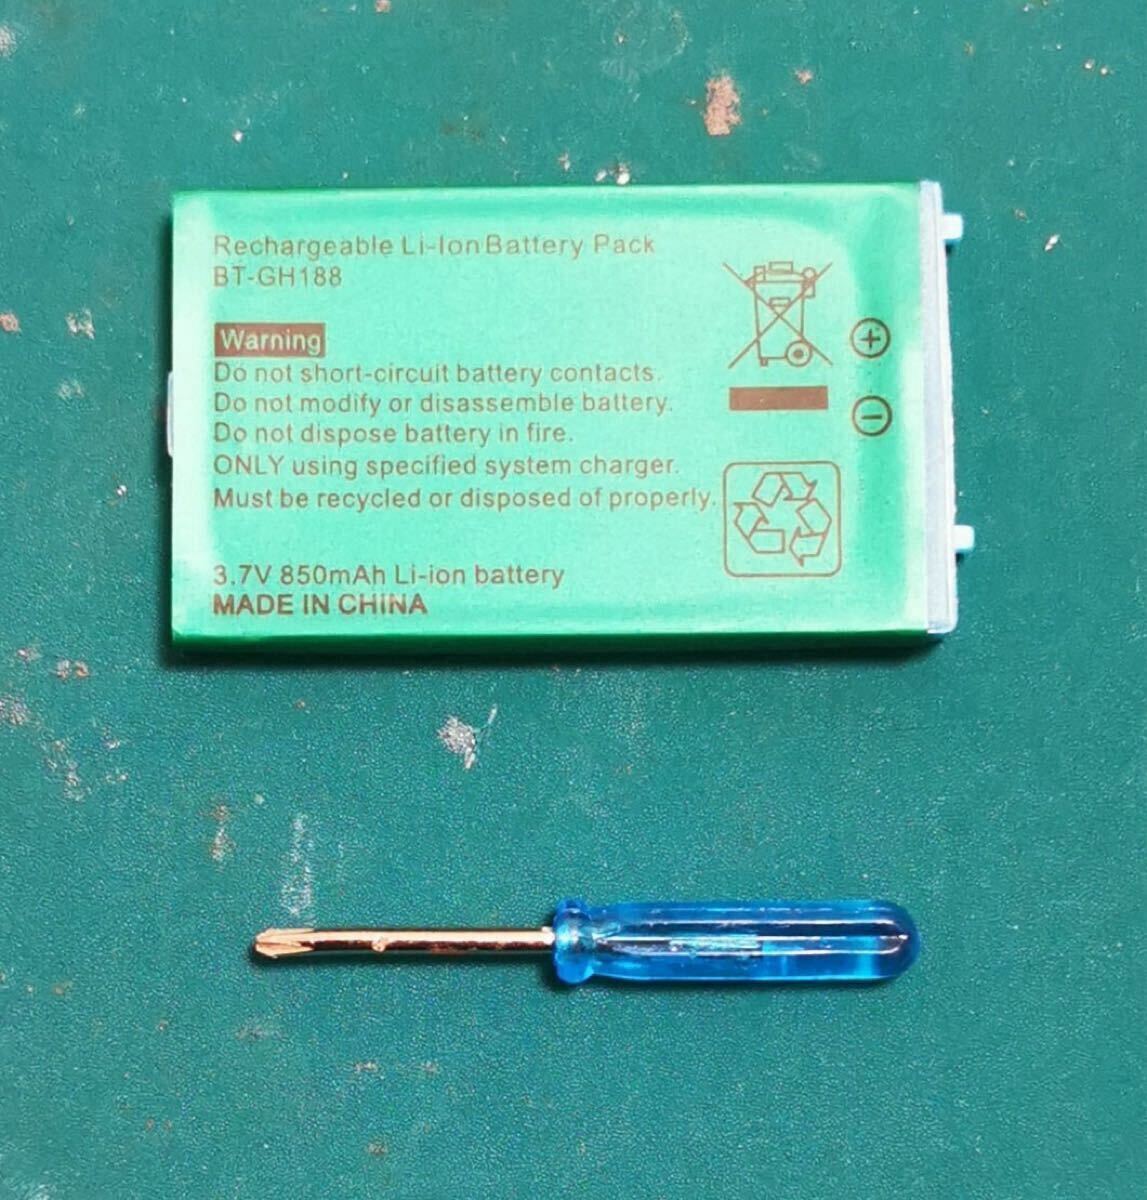 Rechargeable Li-Ion Battery Pack
BT-GH188
Warning
Do not short-circuit battery contacts.
Do not modify or disassemble battery.
Do not dispose battery in fire.
ONLY using specified system charger.
Must be recycled or disposed of properly.
3.7V 850mAh Li-ion battery
MADE IN CHINA
+
−